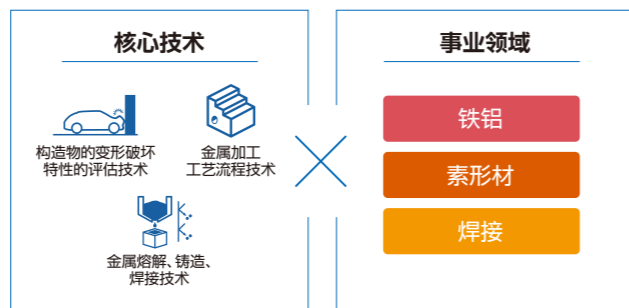 核心技术
构造物的变形破坏
特性的评估技术
金属加工
工艺流程技术
金属熔解、铸造、
焊接技术
事业领域
铁铝
素形材
焊接